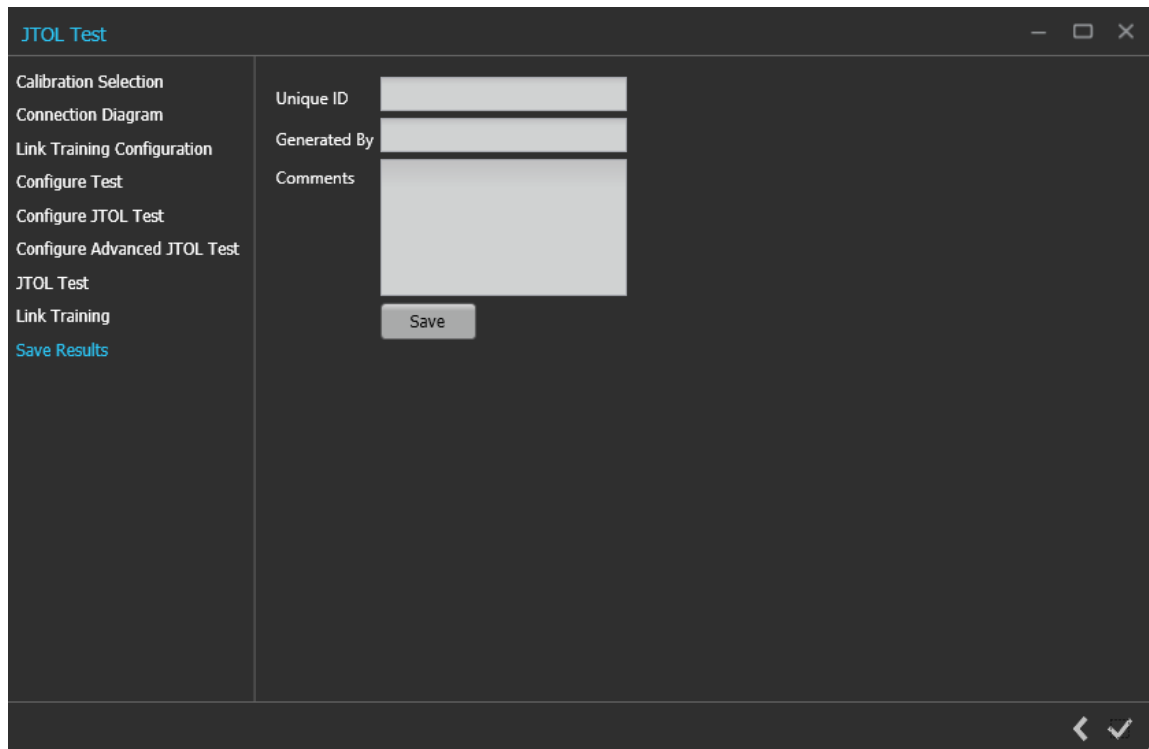 JTOL Test
Calibration Selection
Connection Diagram
Link Training Configuration
Configure Test
Configure JTOL Test
Configure Advanced JTOL Test
JTOL Test
Link Training
Save Results
Unique ID
Generated By
Comments
Save